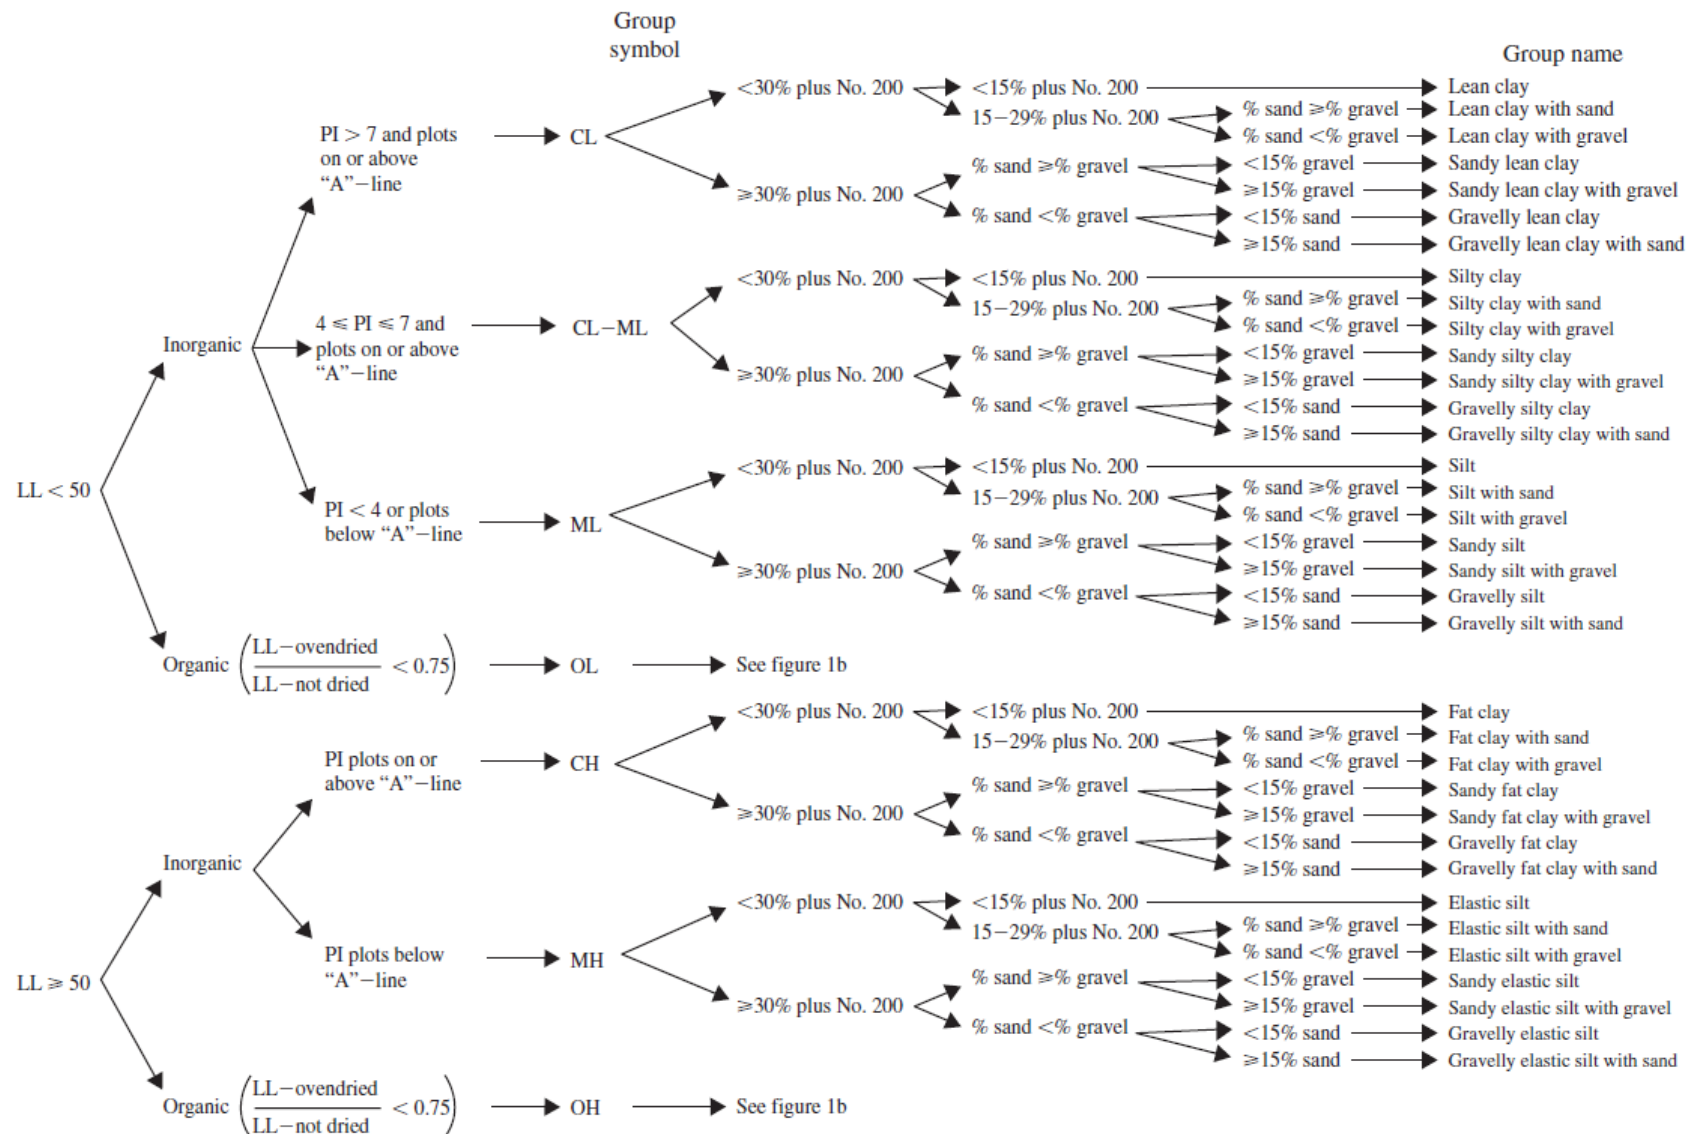 Group
symbol
Group name
LL < 50
Inorganic
PI > 7 and plots
on or above
“A”−line
CL
<30% plus No. 200
<15% plus No. 200
Lean clay
15−29% plus No. 200
% sand ⩾% gravel
Lean clay with sand
% sand <% gravel
Lean clay with gravel
⩾30% plus No. 200
% sand ⩾% gravel
<15% gravel
Sandy lean clay
⩾15% gravel
Sandy lean clay with gravel
% sand <% gravel
<15% sand
Gravelly lean clay
⩾15% sand
Gravelly lean clay with sand
4 ⩽ PI ⩽ 7 and
plots on or above
“A”−line
CL−ML
<30% plus No. 200
<15% plus No. 200
Silty clay
15−29% plus No. 200
% sand ⩾% gravel
Silty clay with sand
% sand <% gravel
Silty clay with gravel
⩾30% plus No. 200
% sand ⩾% gravel
<15% gravel
Sandy silty clay
⩾15% gravel
Sandy silty clay with gravel
% sand <% gravel
<15% sand
Gravelly silty clay
⩾15% sand
Gravelly silty clay with sand
PI < 4 or plots
below “A”−line
ML
<30% plus No. 200
<15% plus No. 200
Silt
15−29% plus No. 200
% sand ⩾% gravel
Silt with sand
% sand <% gravel
Silt with gravel
⩾30% plus No. 200
% sand ⩾% gravel
<15% gravel
Sandy silt
⩾15% gravel
Sandy silt with gravel
% sand <% gravel
<15% sand
Gravelly silt
⩾15% sand
Gravelly silt with sand
Organic
LL−ovendried
LL−not dried
< 0.75
OL
See figure 1b
LL ⩾ 50
Inorganic
PI plots on or
above “A”−line
CH
<30% plus No. 200
<15% plus No. 200
Fat clay
15−29% plus No. 200
% sand ⩾% gravel
Fat clay with sand
% sand <% gravel
Fat clay with gravel
⩾30% plus No. 200
% sand ⩾% gravel
<15% gravel
Sandy fat clay
⩾15% gravel
Sandy fat clay with gravel
% sand <% gravel
<15% sand
Gravelly fat clay
⩾15% sand
Gravelly fat clay with sand
PI plots below
“A”−line
MH
<30% plus No. 200
<15% plus No. 200
Elastic silt
15−29% plus No. 200
% sand ⩾% gravel
Elastic silt with sand
% sand <% gravel
Elastic silt with gravel
⩾30% plus No. 200
% sand ⩾% gravel
<15% gravel
Sandy elastic silt
⩾15% gravel
Sandy elastic silt with gravel
% sand <% gravel
<15% sand
Gravelly elastic silt
⩾15% sand
Gravelly elastic silt with sand
Organic
LL−ovendried
LL−not dried
< 0.75
OH
See figure 1b